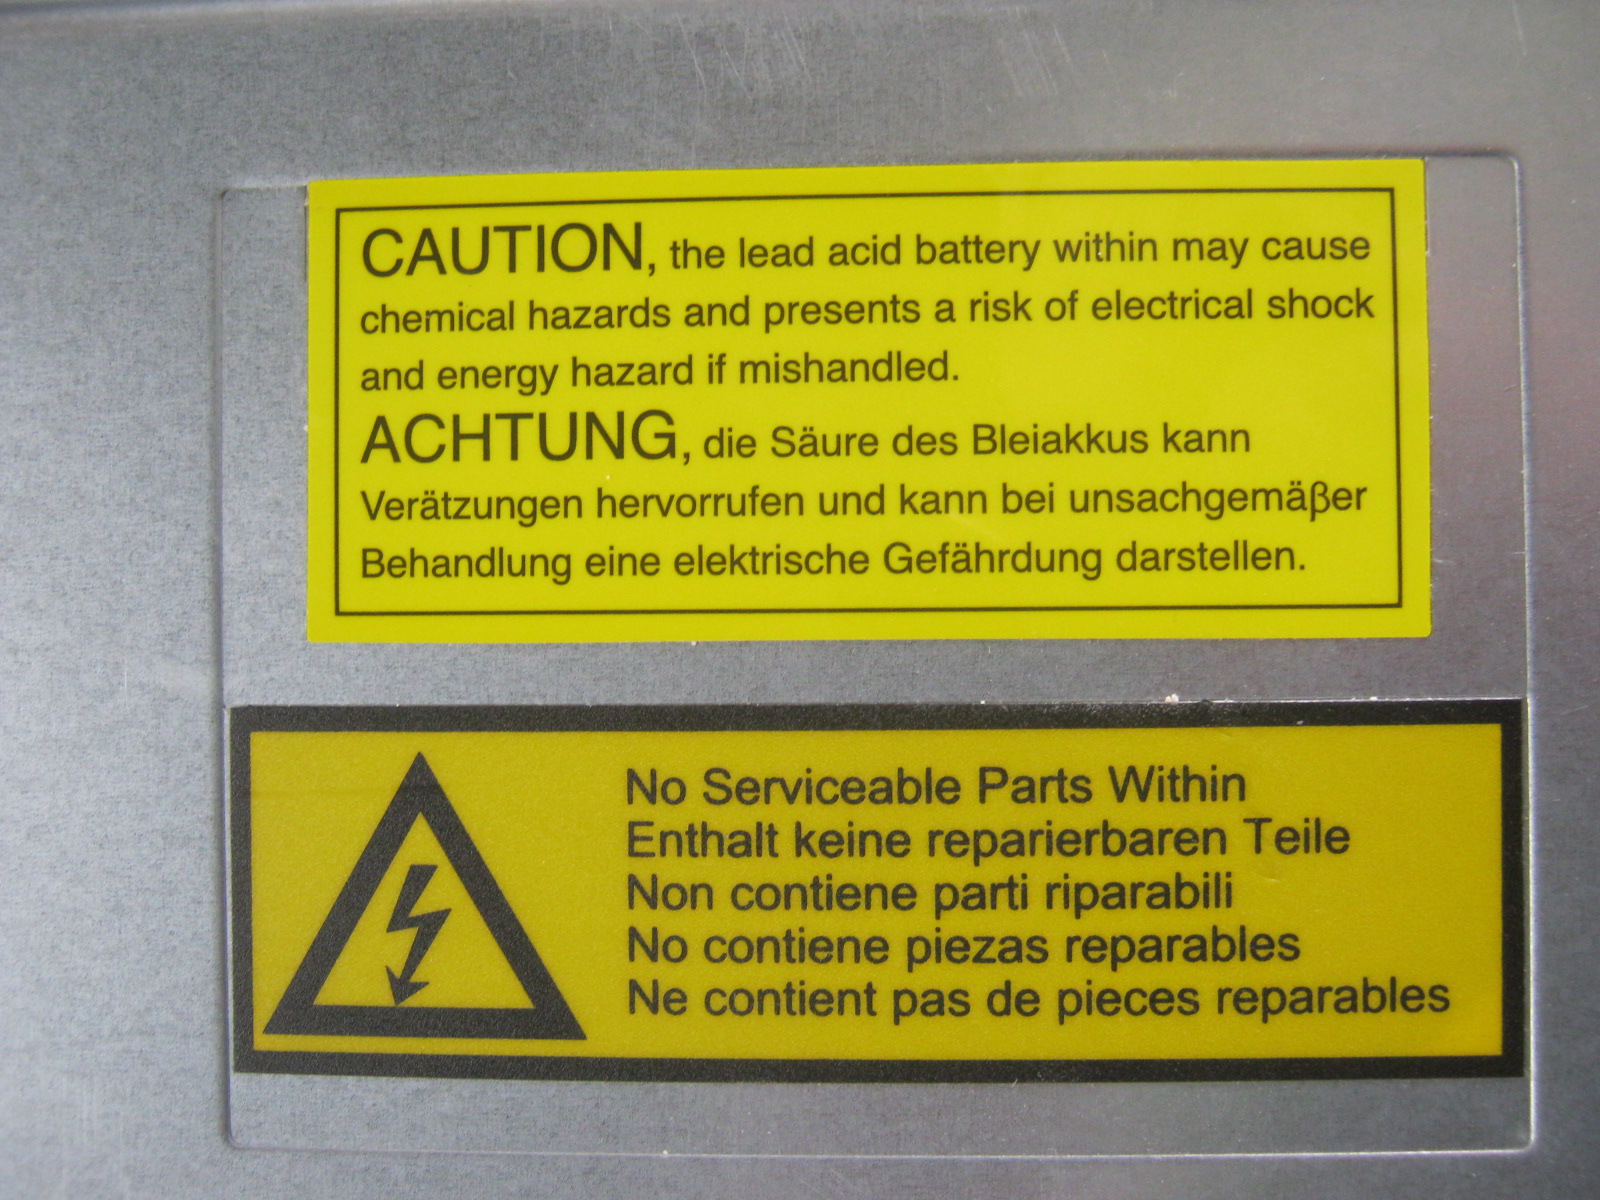 CAUTION, the lead acid battery within may cause
chemical hazards and presents a risk of electrical shock
and energy hazard if mishandled.
ACHTUNG, die Säure des Bleiakkus kann
Verätzungen hervorrufen und kann bei unsachgemäβer
Behandlung eine elektrische Gefährdung darstellen.
No Serviceable Parts Within
Enthalt keine reparierbaren Teile
Non contiene parti riparabili
No contiene piezas reparables
Ne contient pas de pieces reparables